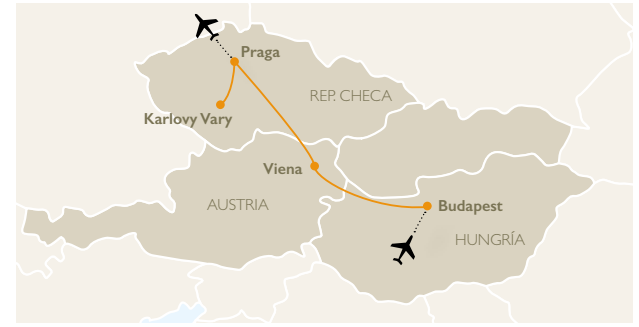 Praga
REP. CHECA
Karlovy Vary
Viena
AUSTRIA
Budapest
HUNGRÍA